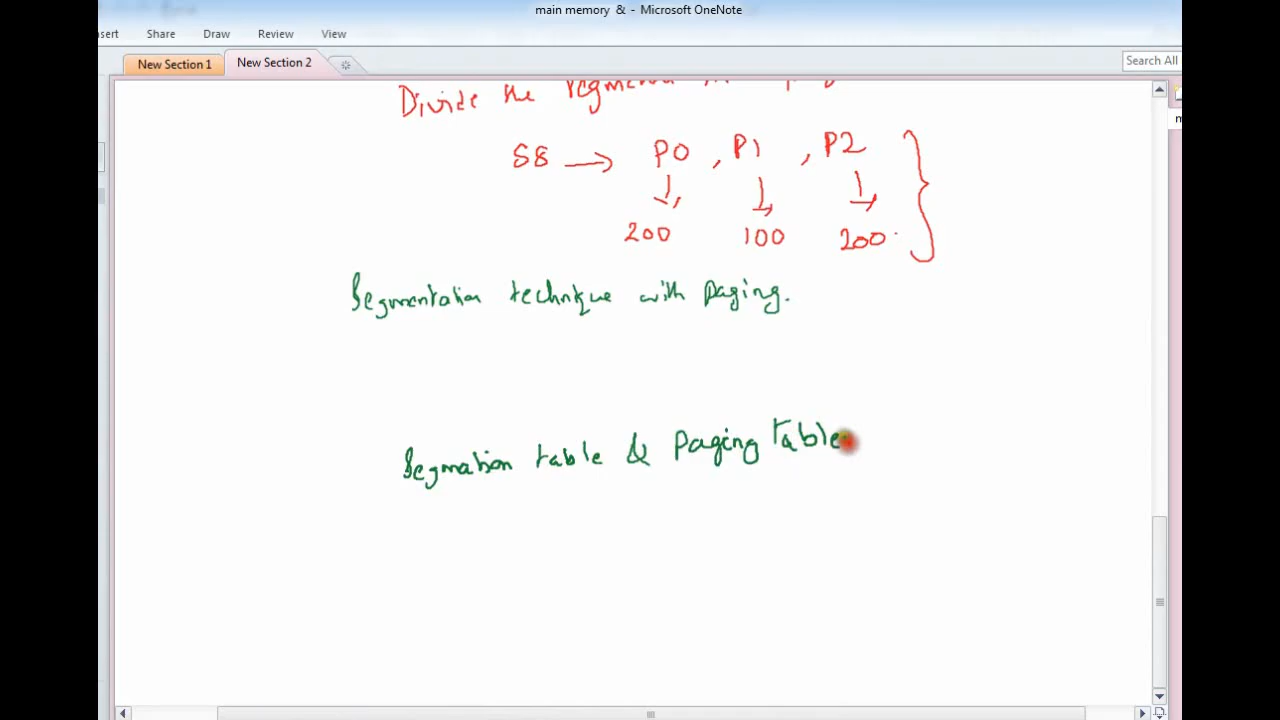 main memory & - Microsoft OneNote
sert Share Draw Review View
New Section 1 New Section 2
Search All
Divide the
S8 → P0 , P1 , P2
200 100 200
Segmentation technique with paging.
Segmation table & Paging Table